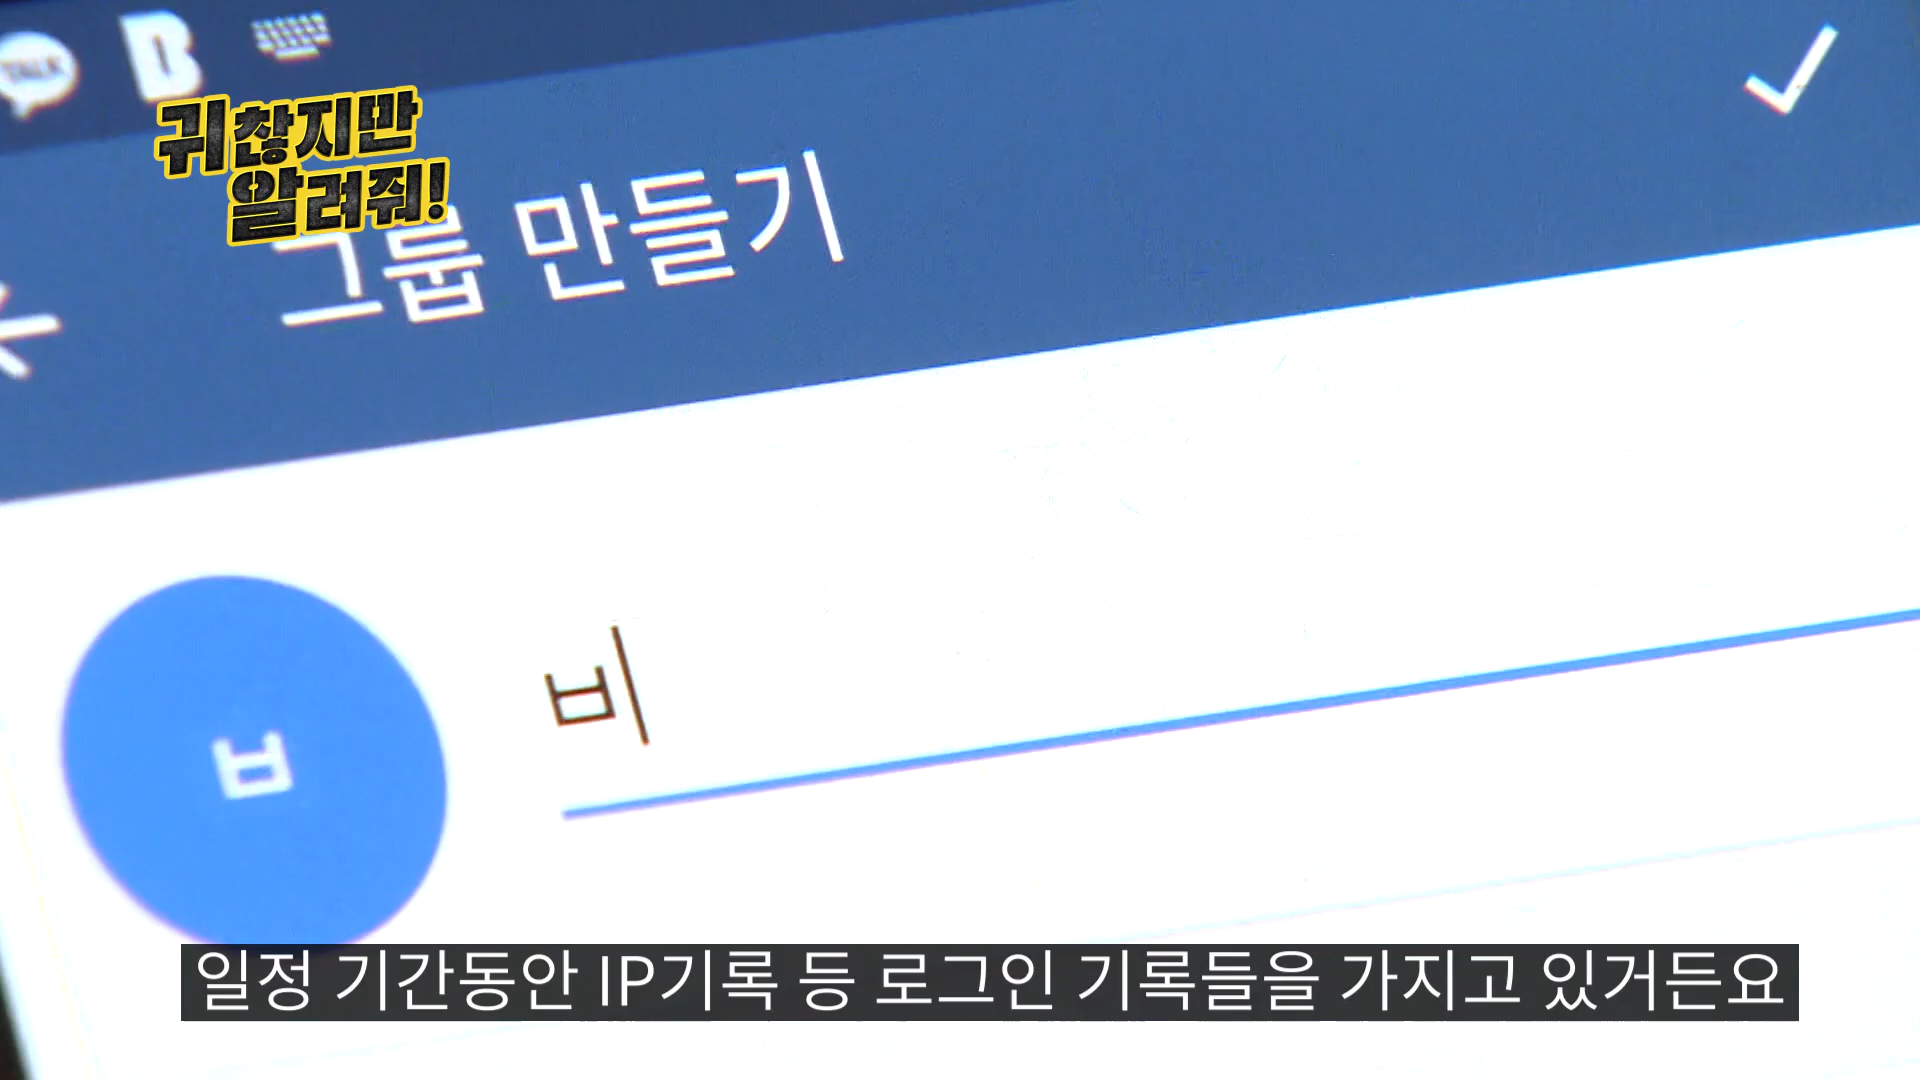 TALK
B
귀찮지만
알려줘!
그룹 만들기
ㅂ
비
일정 기간동안 IP기록 등 로그인 기록들을 가지고 있거든요